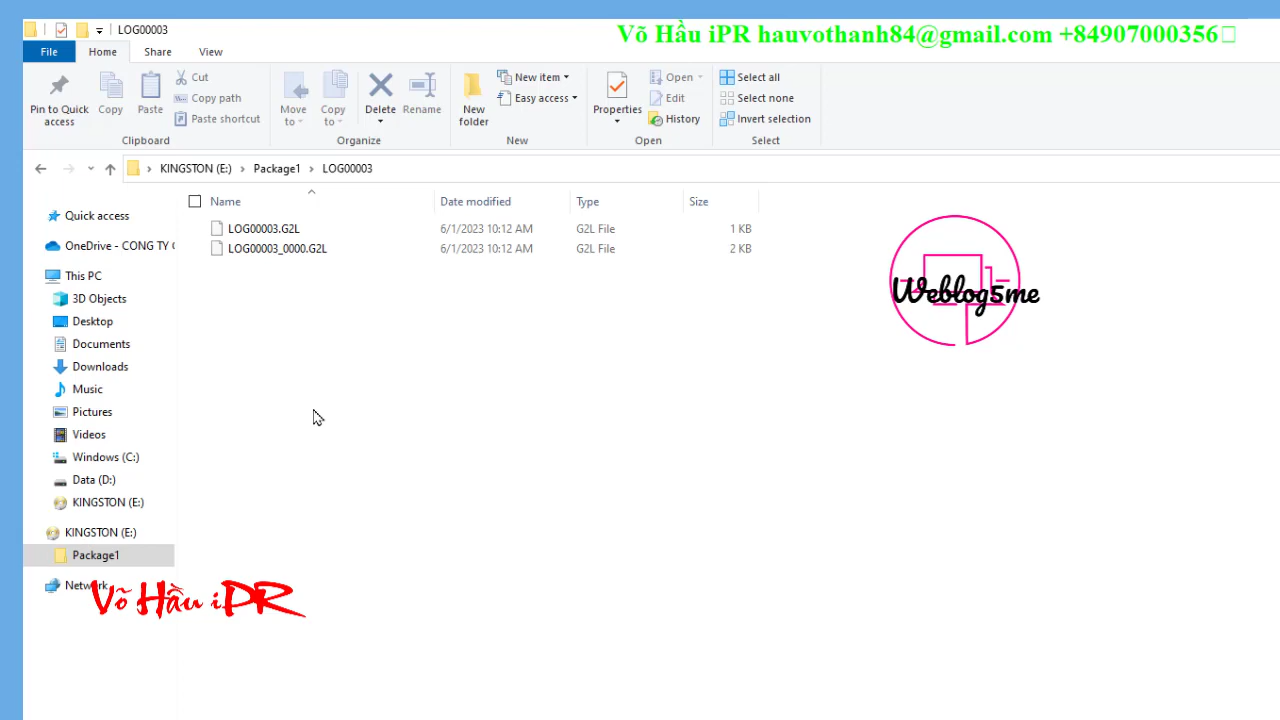 LOG00003
Võ Hầu iPR hauvothanh84@gmail.com +84907000356
File Home Share View
Pin to Quick access
Copy
Paste
Cut
Copy path
Paste shortcut
Clipboard
Move to
Copy to
Delete
Rename
Organize
New folder
New item
Easy access
New
Properties
Open
Edit
History
Open
Select all
Select none
Invert selection
Select
KINGSTON (E:) Package1 LOG00003
Name Date modified Type Size
LOG00003.G2L 6/1/2023 10:12 AM G2L File 1 KB
LOG00003_0000.G2L 6/1/2023 10:12 AM G2L File 2 KB
Quick access
OneDrive - CONG TY
This PC
3D Objects
Desktop
Documents
Downloads
Music
Pictures
Videos
Windows (C:)
Data (D:)
KINGSTON (E:)
KINGSTON (E:)
Package1
Network
Weblog5me
Võ Hầu iPR